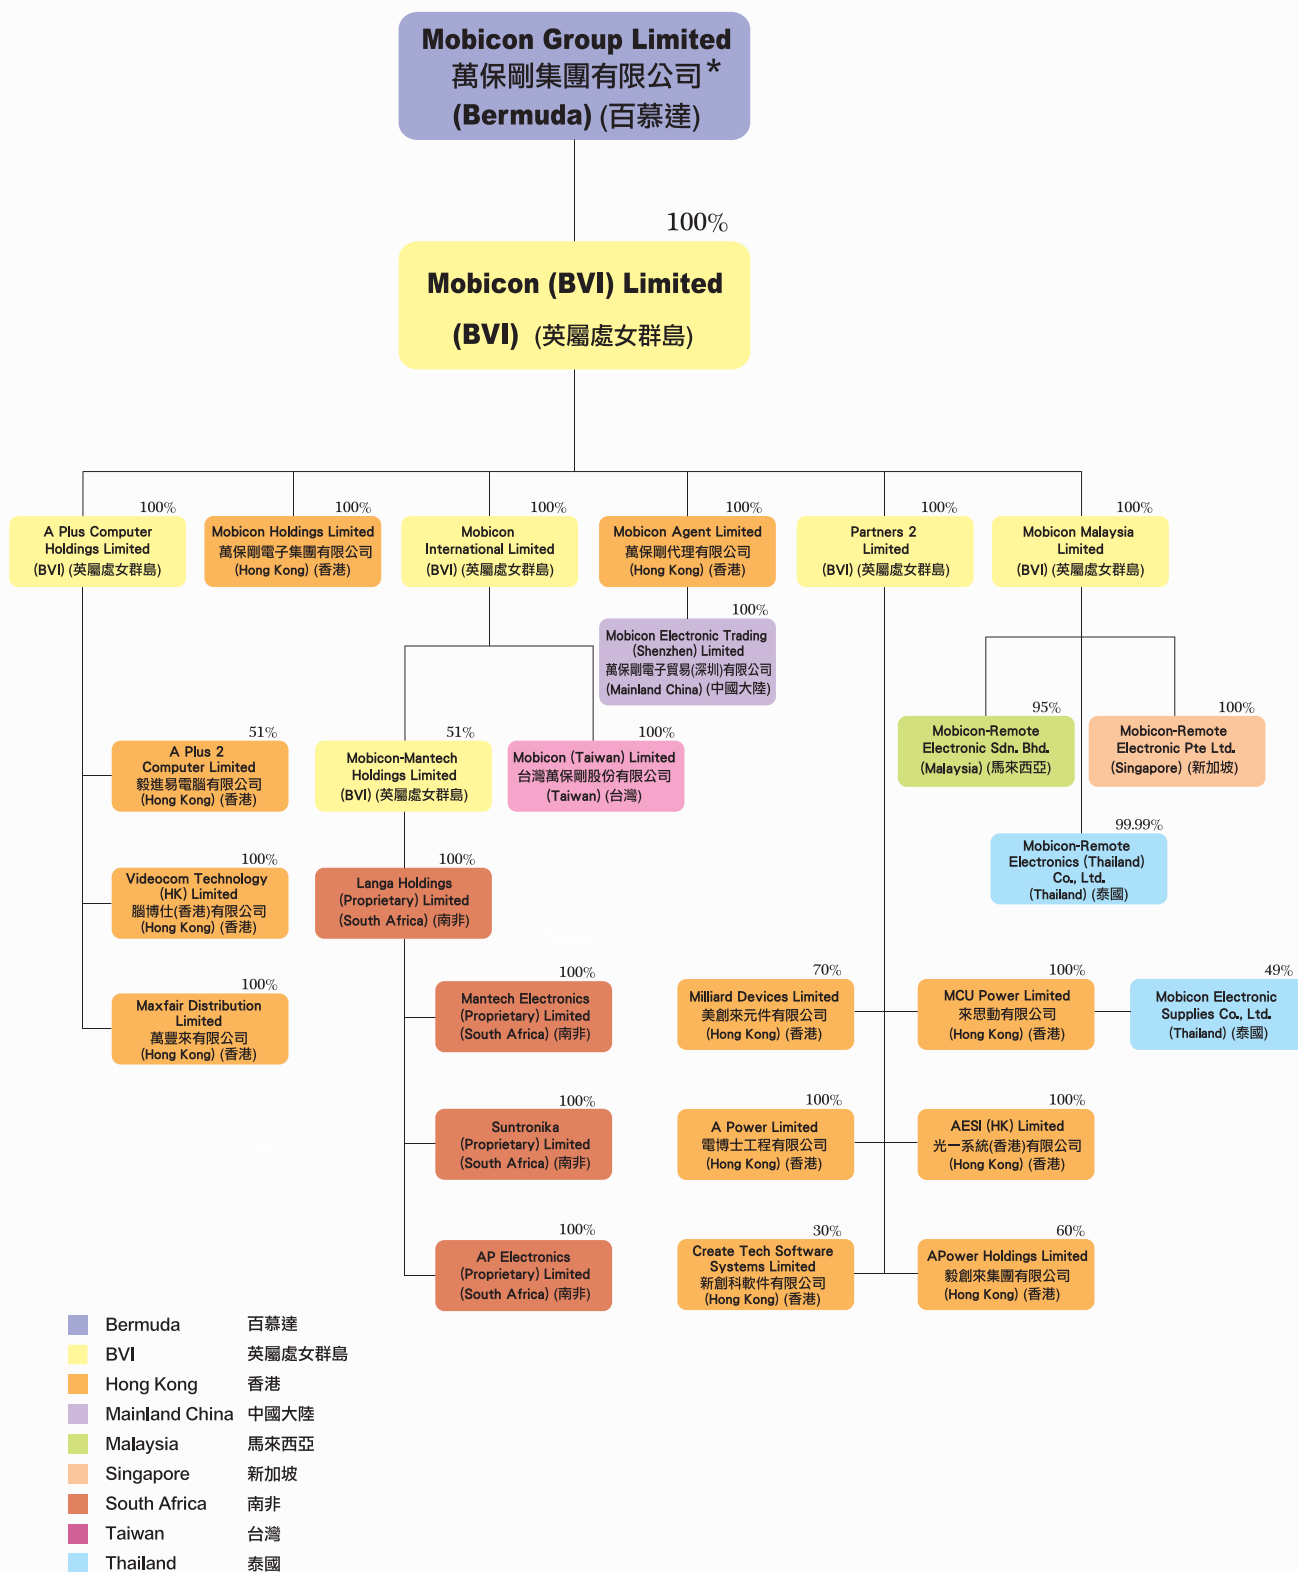 Mobicon Group Limited
萬保剛集團有限公司*
(Bermuda) (百慕達)
100%
Mobicon (BVI) Limited
(BVI) (英屬處女群島)
100%
A Plus Computer
Holdings Limited
(BVI) (英屬處女群島)
100%
Mobicon Holdings Limited
萬保剛電子集團有限公司
(Hong Kong) (香港)
100%
Mobicon
International Limited
(BVI) (英屬處女群島)
100%
Mobicon Agent Limited
萬保剛代理有限公司
(Hong Kong) (香港)
100%
Partners 2
Limited
(BVI) (英屬處女群島)
100%
Mobicon Malaysia
Limited
(BVI) (英屬處女群島)
100%
Mobicon Electronic Trading
(Shenzhen) Limited
萬保剛電子貿易(深圳)有限公司
(Mainland China) (中國大陸)
51%
A Plus 2
Computer Limited
毅進易電腦有限公司
(Hong Kong) (香港)
51%
Mobicon-Mantech
Holdings Limited
(BVI) (英屬處女群島)
100%
Mobicon (Taiwan) Limited
台灣萬保剛股份有限公司
(Taiwan) (台灣)
95%
Mobicon-Remote
Electronic Sdn. Bhd.
(Malaysia) (馬來西亞)
100%
Mobicon-Remote
Electronic Pte Ltd.
(Singapore) (新加坡)
99.99%
Mobicon-Remote
Electronics (Thailand)
Co., Ltd.
(Thailand) (泰國)
100%
Videocom Technology
(HK) Limited
腦博仕(香港)有限公司
(Hong Kong) (香港)
100%
Langa Holdings
(Proprietary) Limited
(South Africa) (南非)
100%
Maxfair Distribution
Limited
萬豐來有限公司
(Hong Kong) (香港)
100%
Mantech Electronics
(Proprietary) Limited
(South Africa) (南非)
70%
Milliard Devices Limited
美創來元件有限公司
(Hong Kong) (香港)
100%
MCU Power Limited
來思動有限公司
(Hong Kong) (香港)
49%
Mobicon Electronic
Supplies Co., Ltd.
(Thailand) (泰國)
100%
Suntronika
(Proprietary) Limited
(South Africa) (南非)
100%
A Power Limited
電博士工程有限公司
(Hong Kong) (香港)
100%
AESI (HK) Limited
光一系統(香港)有限公司
(Hong Kong) (香港)
100%
AP Electronics
(Proprietary) Limited
(South Africa) (南非)
30%
Create Tech Software
Systems Limited
新創科軟件有限公司
(Hong Kong) (香港)
60%
APower Holdings Limited
毅創來集團有限公司
(Hong Kong) (香港)
Bermuda 百慕達
BVI 英屬處女群島
Hong Kong 香港
Mainland China 中國大陸
Malaysia 馬來西亞
Singapore 新加坡
South Africa 南非
Taiwan 台灣
Thailand 泰國